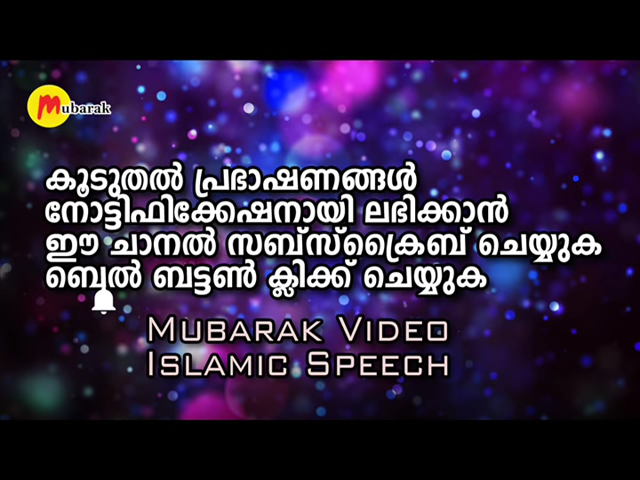 Mubarak
കൂടുതൽ പ്രഭാഷണങ്ങൾ
നോട്ടിഫിക്കേഷനായി ലഭിക്കാൻ
ഈ ചാനൽ സബ്സ്ക്രൈബ് ചെയ്യുക
ബെൽ ബട്ടൺ ക്ലിക്ക് ചെയ്യുക
MUBARAK VIDEO
ISLAMIC SPEECH